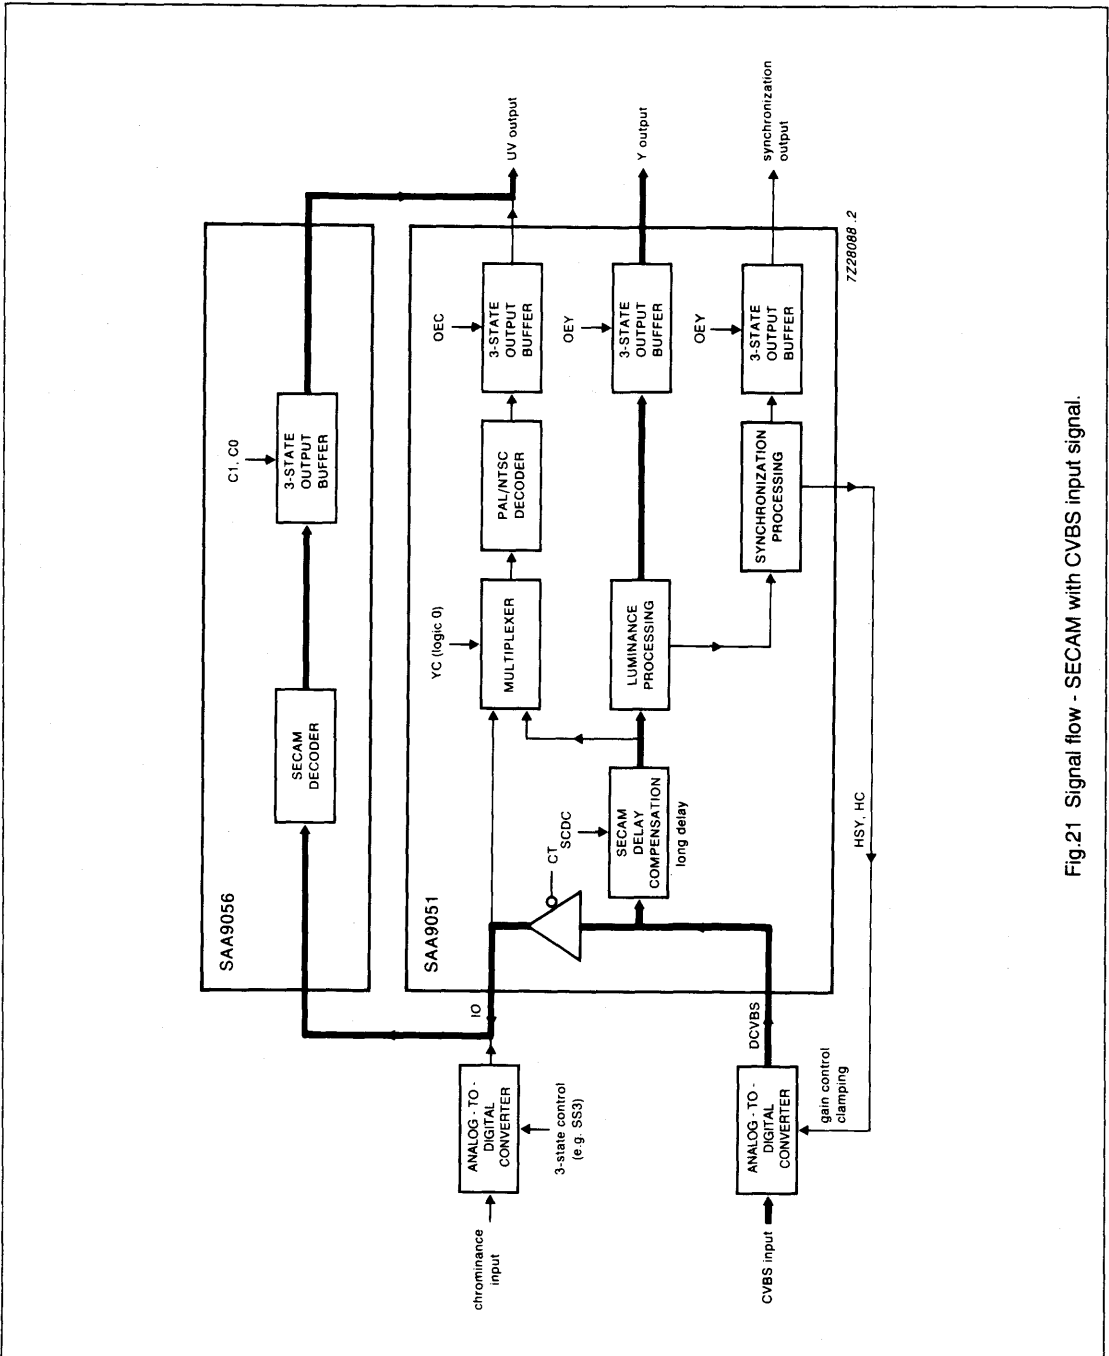 SAA9056
SECAM
DECODER
C1, C0
3-STATE
OUTPUT
BUFFER
UV output
SAA9051
chrominance
input
ANALOG - TO -
DIGITAL
CONVERTER
3-state control
(e.g. SS3)
IO
CT
YC (logic 0)
MULTIPLEXER
PAL/NTSC
DECODER
OEC
3-STATE
OUTPUT
BUFFER
CVBS input
ANALOG - TO -
DIGITAL
CONVERTER
gain control
clamping
DCVBS
SCDC
SECAM
DELAY
COMPENSATION
long delay
LUMINANCE
PROCESSING
OEY
3-STATE
OUTPUT
BUFFER
Y output
SYNCHRONIZATION
PROCESSING
OEY
3-STATE
OUTPUT
BUFFER
synchronization
output
HSY, HC
7Z28088 .2
Fig.21 Signal flow - SECAM with CVBS input signal.